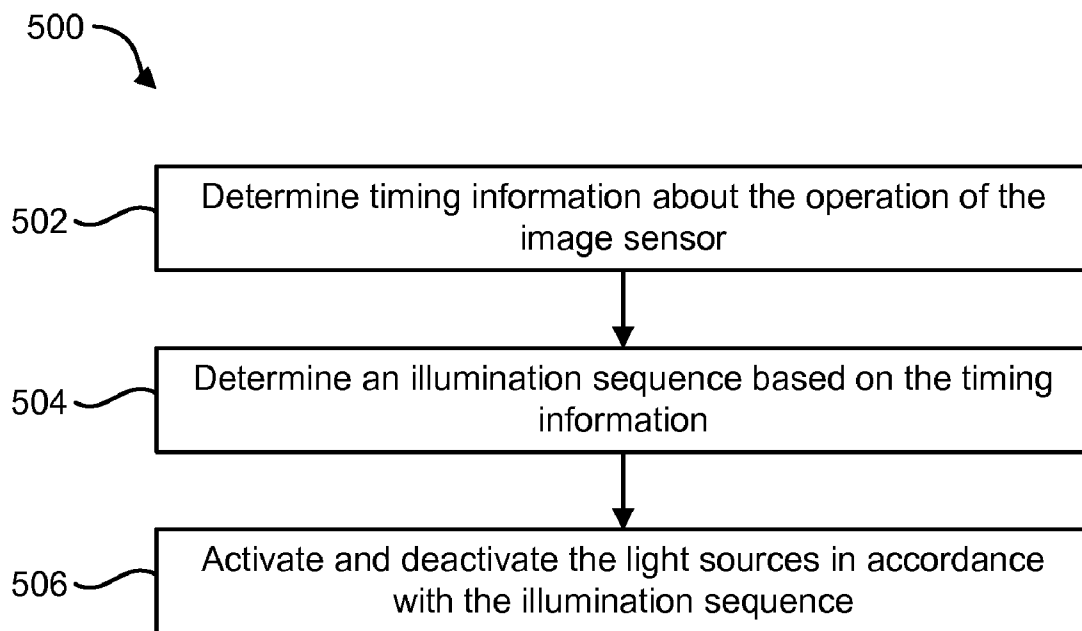 500
502
Determine timing information about the operation of the
image sensor
504
Determine an illumination sequence based on the timing
information
506
Activate and deactivate the light sources in accordance
with the illumination sequence